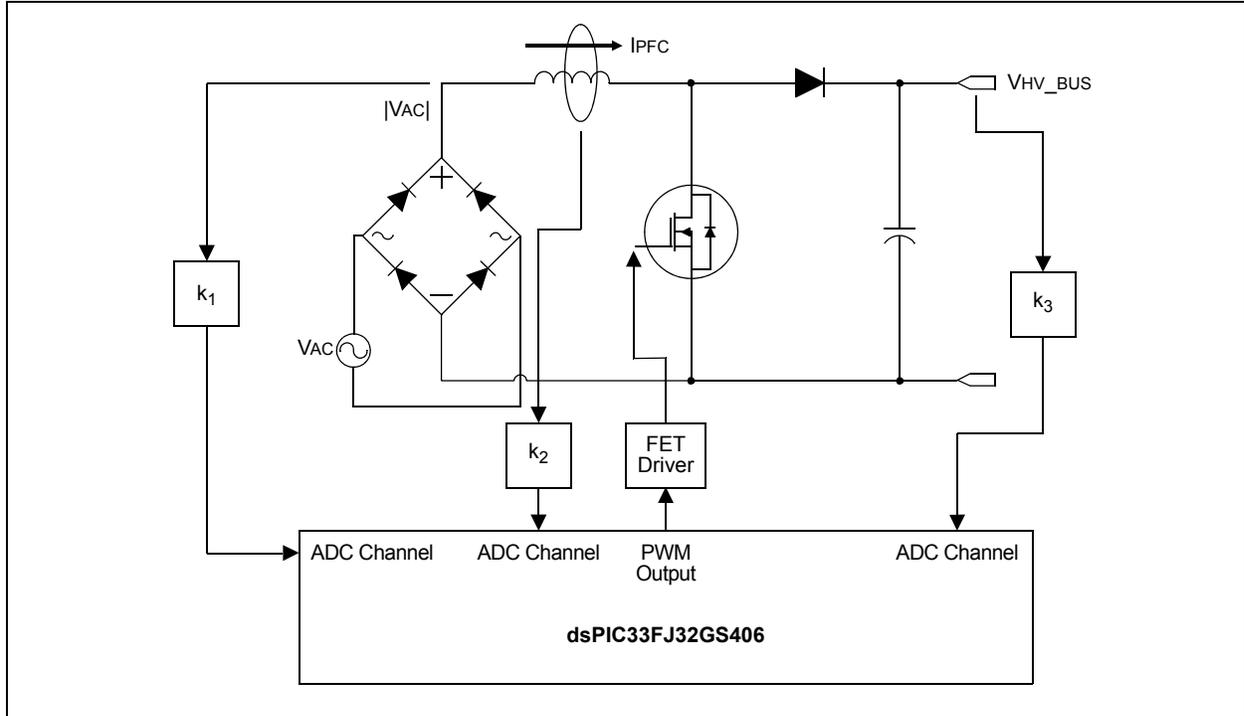 IPFC
VHV_BUS
|VAC|
k1
k3
VAC
k2
FET
Driver
ADC Channel
ADC Channel
PWM
Output
ADC Channel
dsPIC33FJ32GS406